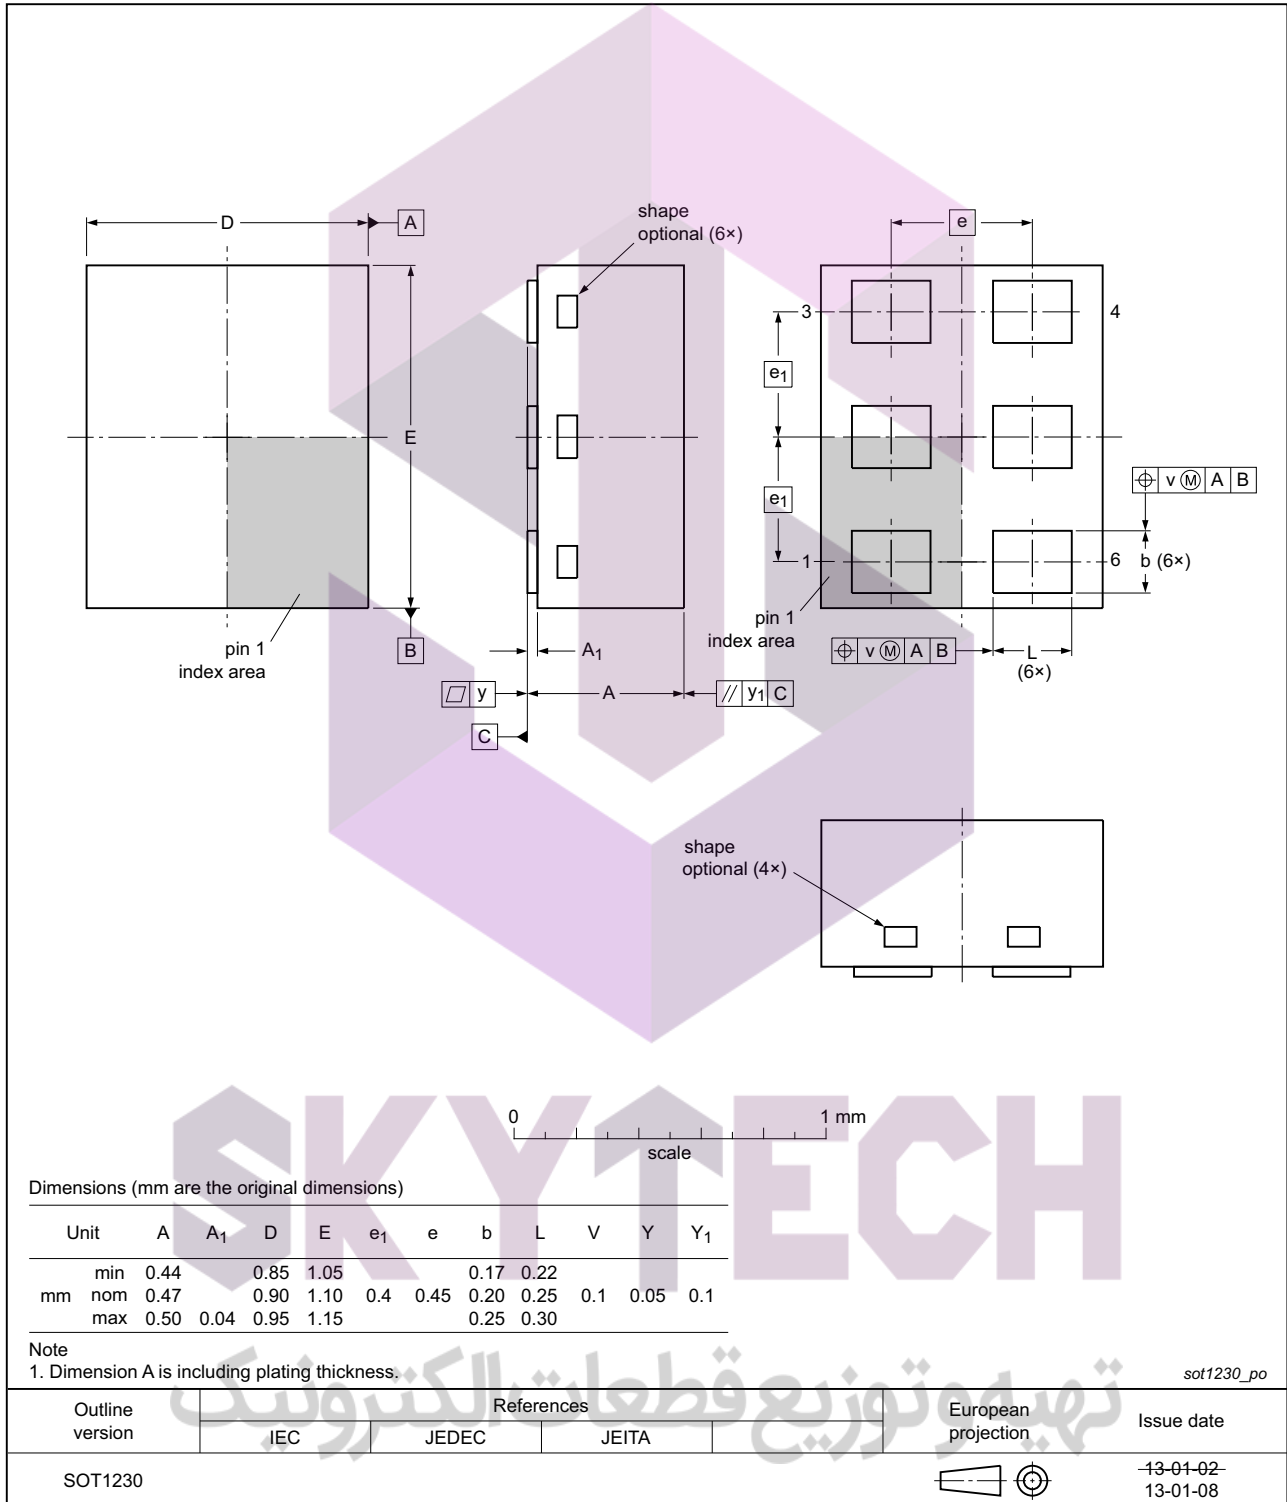 D
A
shape
optional (6×)
e
3
4
e1
E
e1
v M A B
1
6
b (6×)
pin 1
index area
B
A1
pin 1
index area
v M A B
L
(6×)
y
A
// y1 C
C
shape
optional (4×)
0
1 mm
scale
SKYTECH
Dimensions (mm are the original dimensions)
Unit A A1 D E e1 e b L V Y Y1
min 0.44 0.85 1.05 0.17 0.22
mm nom 0.47 0.90 1.10 0.4 0.45 0.20 0.25 0.1 0.05 0.1
max 0.50 0.04 0.95 1.15 0.25 0.30
Note
1. Dimension A is including plating thickness.
sot1230_po
تهیه و توزیع قطعات الکترونیک
Outline
version
References
IEC JEDEC JEITA
European
projection
Issue date
SOT1230
13-01-02
13-01-08